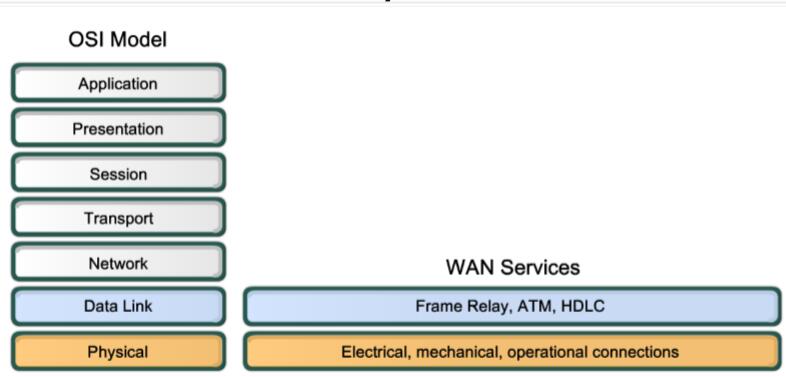 OSI Model
Application
Presentation
Session
Transport
Network
WAN Services
Data Link
Frame Relay, ATM, HDLC
Physical
Electrical, mechanical, operational connections